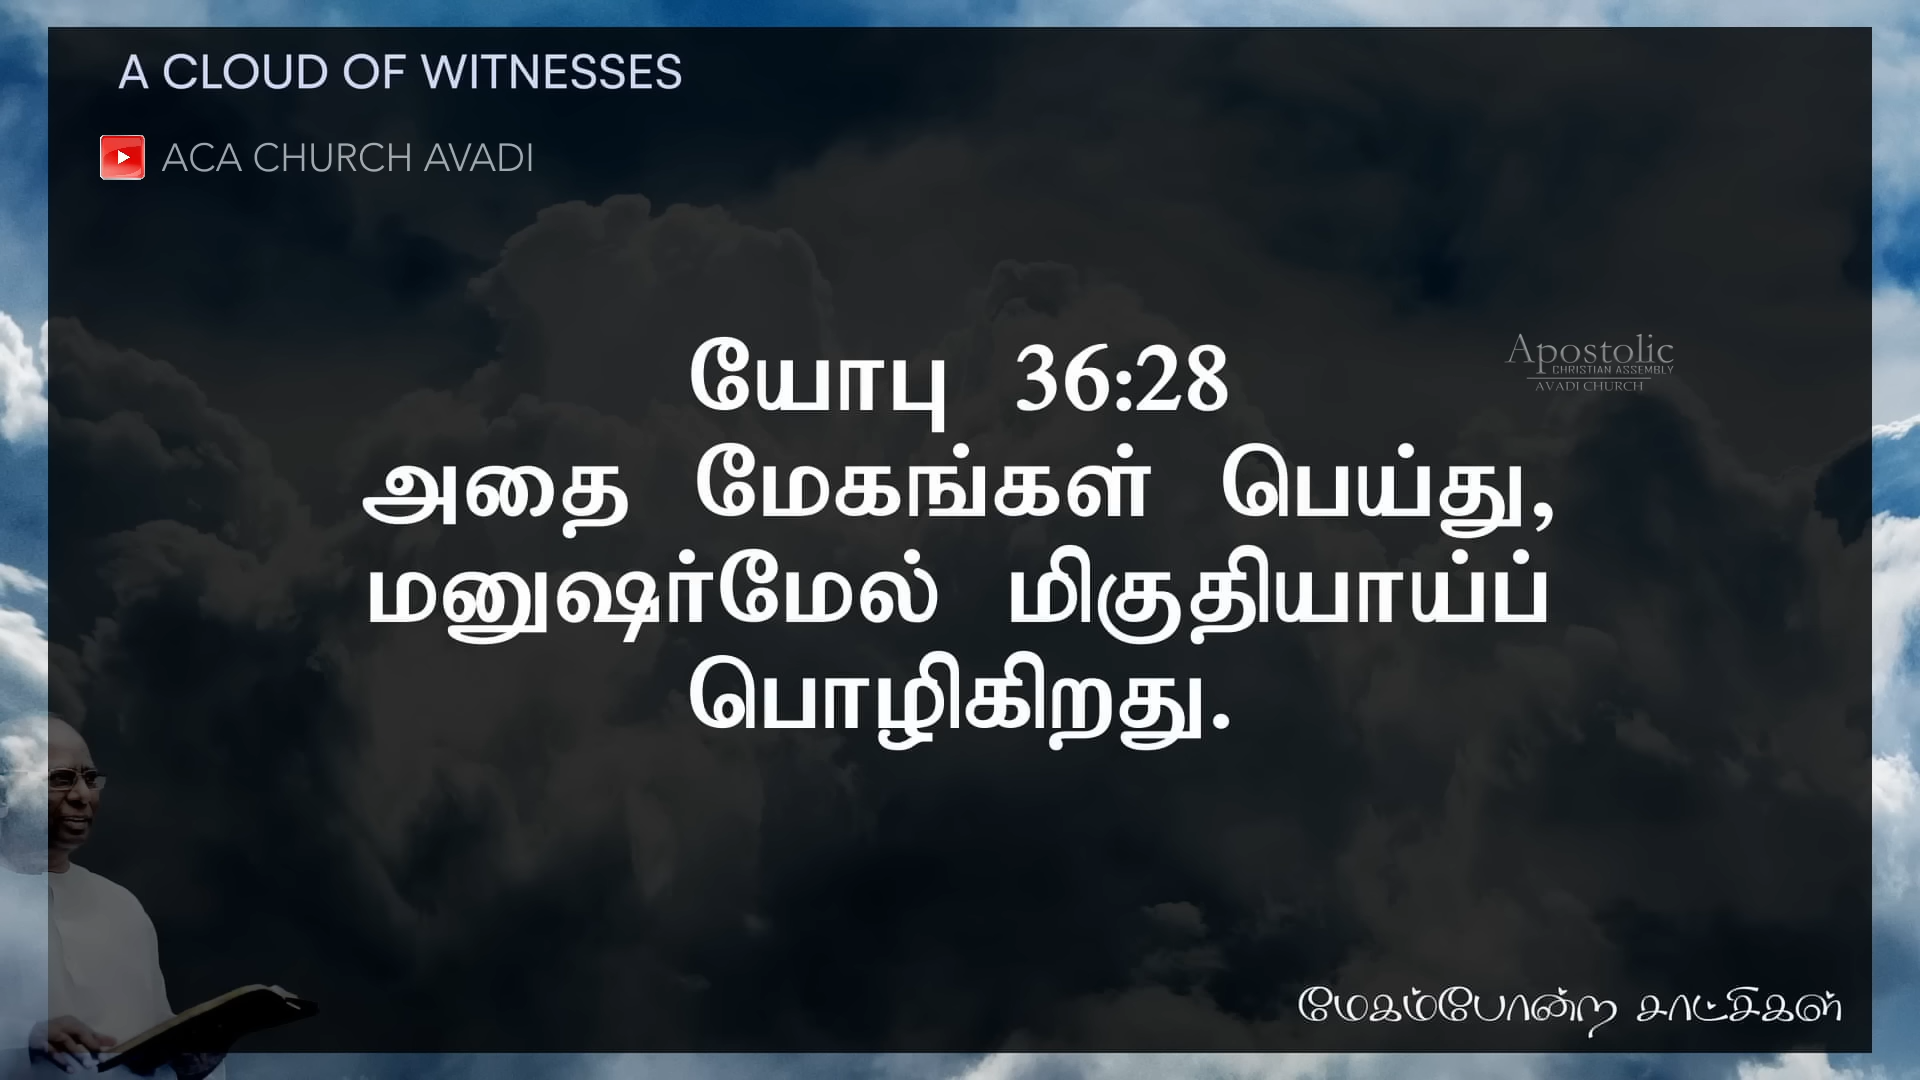 A CLOUD OF WITNESSES
ACA CHURCH AVADI
யோபு 36:28
அதை மேகங்கள் பெய்து,
மனுஷர்மேல் மிகுதியாய்ப்
பொழிகிறது.
Apostolic
CHRISTIAN ASSEMBLY
AVADI CHURCH
மேகம்போன்ற சாட்சிகள்